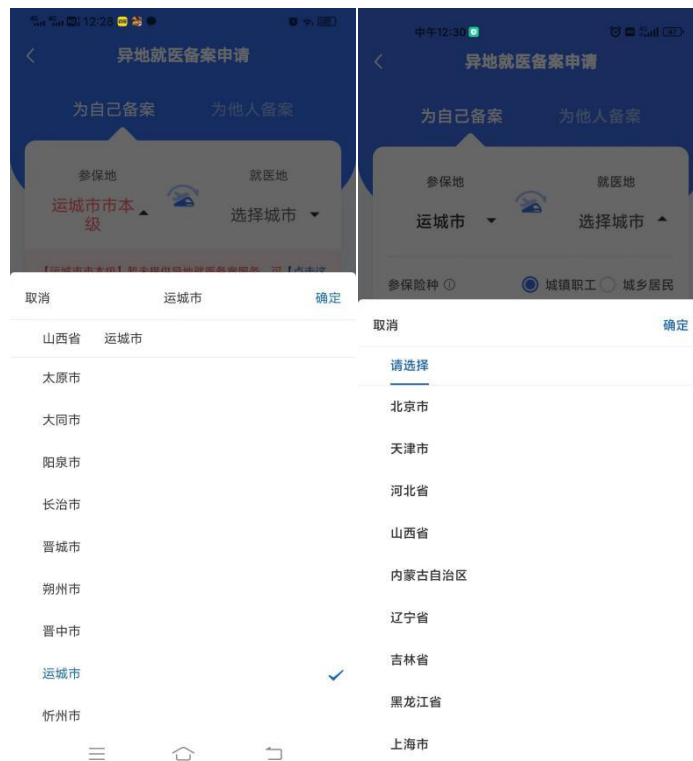 12:28
异地就医备案申请
为自己备案 为他人备案
参保地 就医地
运城市市本
级
选择城市
【运城市市本级】暂未提供异地就医备案服务，可【点击这
取消 运城市 确定
山西省 运城市
太原市
大同市
阳泉市
长治市
晋城市
朔州市
晋中市
运城市
忻州市
中午12:30
异地就医备案申请
为自己备案 为他人备案
参保地 就医地
运城市 选择城市
参保险种 城镇职工 城乡居民
取消 确定
请选择
北京市
天津市
河北省
山西省
内蒙古自治区
辽宁省
吉林省
黑龙江省
上海市